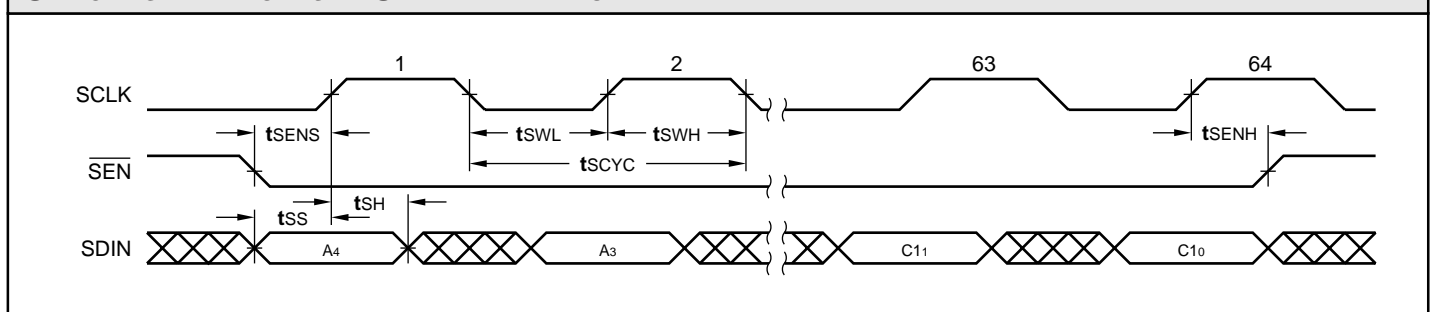 1 2 63 64
SCLK
tSENS tSWL tSWH tSENH
tSCYC
SEN
tSS tSH
SDIN A4 A3 C11 C10